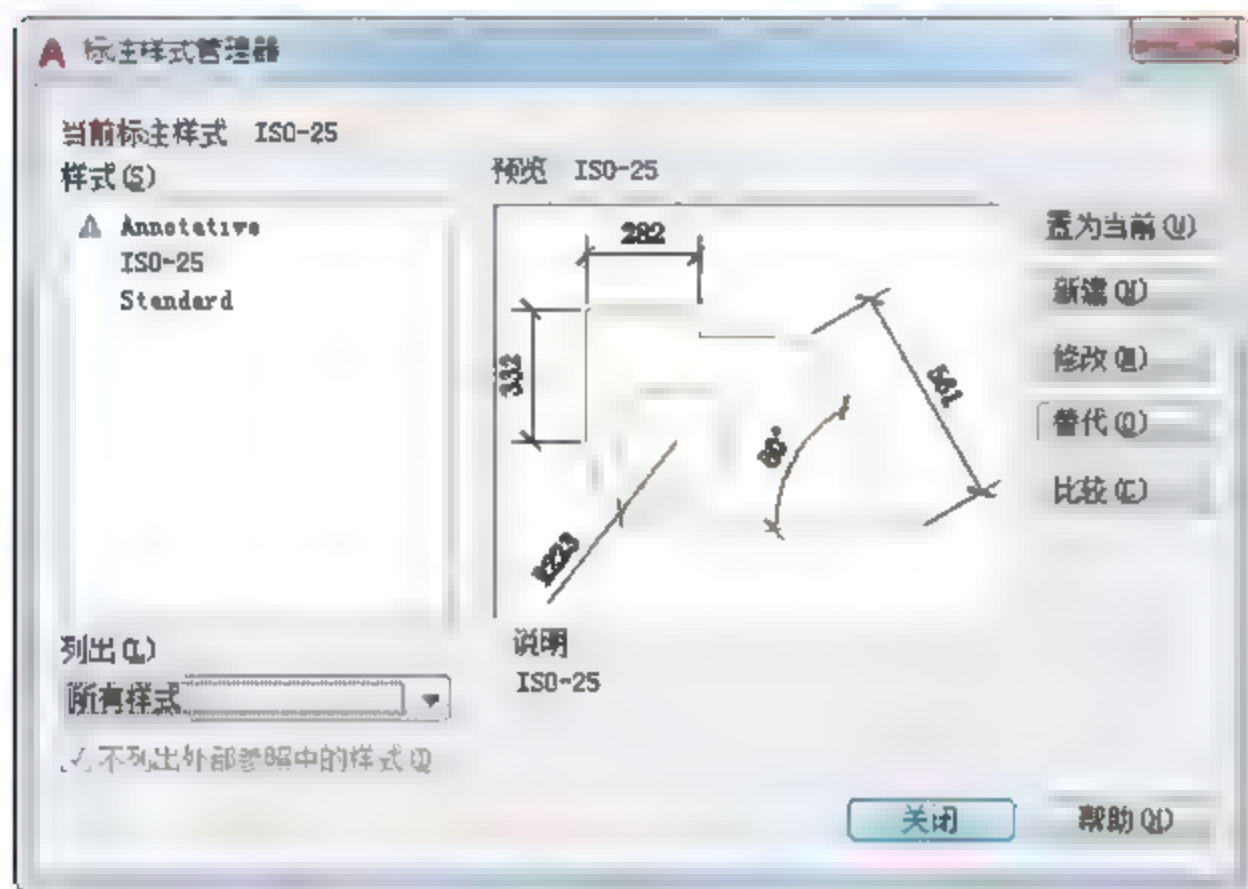 标注样式管理器
当前标注样式 ISO-25
样式(S)
预览 ISO-25
Annotative
ISO-25
Standard
282
332
R223
置为当前(U)
新建(N)
修改(M)
替代(O)
比较(C)
列出(L)
所有样式
不列出外部参照中的样式(D)
说明
ISO-25
关闭
帮助(H)